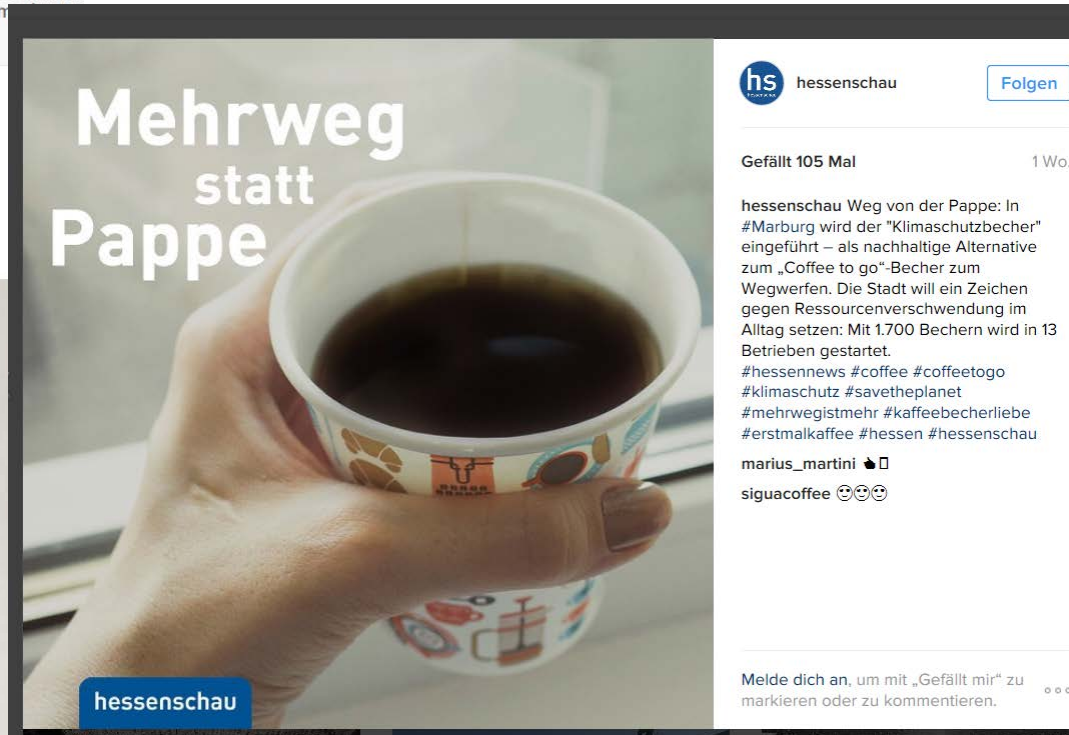 Mehrweg
statt
Pappe
hessenschau
hs
hessenschau
Folgen
Gefällt 105 Mal
1 Wo.
hessenschau Weg von der Pappe: In
#Marburg wird der "Klimaschutzbecher"
eingeführt – als nachhaltige Alternative
zum „Coffee to go“-Becher zum
Wegwerfen. Die Stadt will ein Zeichen
gegen Ressourcenverschwendung im
Alltag setzen: Mit 1.700 Bechern wird in 13
Betrieben gestartet.
#hessennews #coffee #coffeetogo
#klimaschutz #savetheplanet
#mehrwegistmehr #kaffeebecherliebe
#erstmalkaffee #hessen #hessenschau
marius_martini
siguacoffee
Melde dich an, um mit „Gefällt mir“ zu
markieren oder zu kommentieren.